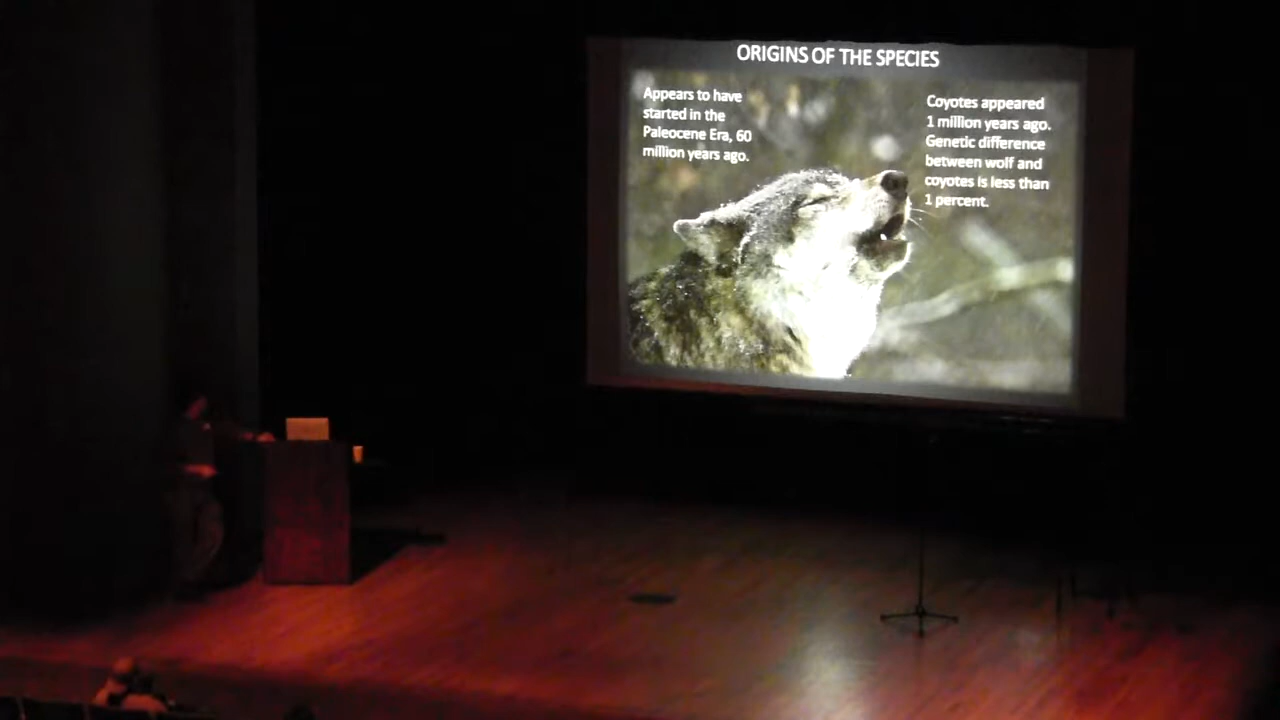 ORIGINS OF THE SPECIES
Appears to have
started in the
Paleocene Era, 60
million years ago.
Coyotes appeared
1 million years ago.
Genetic difference
between wolf and
coyotes is less than
1 percent.